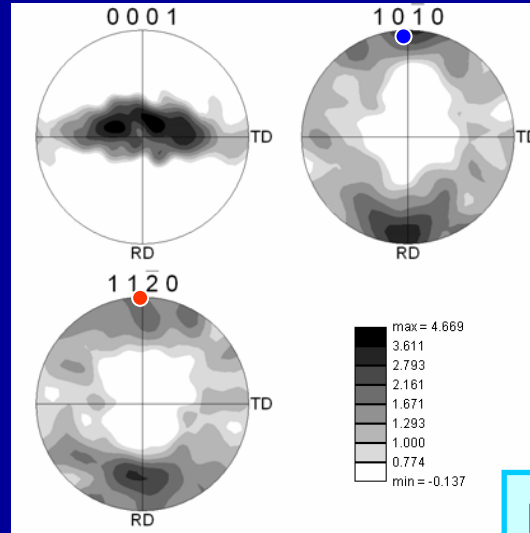 0 0 0 1
TD
RD
1 0 1̅ 0
TD
RD
1 1 2̅ 0
TD
RD
max = 4.669
3.611
2.793
2.161
1.671
1.293
1.000
0.774
min = -0.137